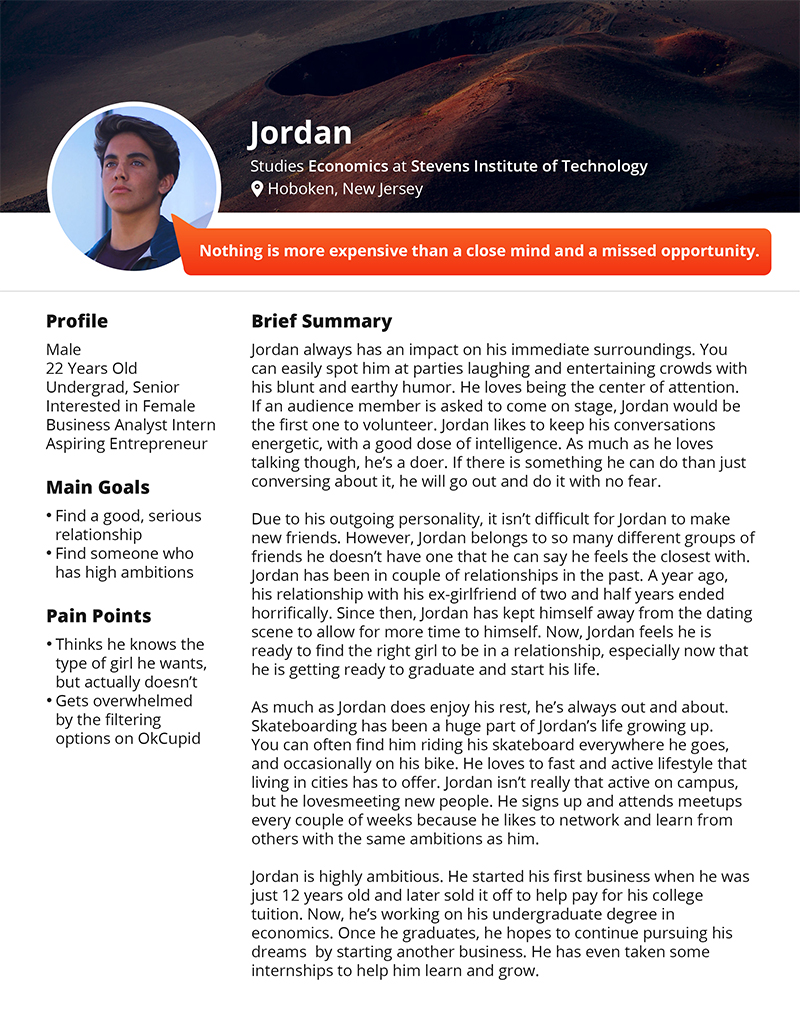 Jordan
Studies Economics at Stevens Institute of Technology
Hoboken, New Jersey
Nothing is more expensive than a close mind and a missed opportunity.
Profile
Male
22 Years Old
Undergrad, Senior
Interested in Female
Business Analyst Intern
Aspiring Entrepreneur
Main Goals
• Find a good, serious
relationship
• Find someone who
has high ambitions
Pain Points
• Thinks he knows the
type of girl he wants,
but actually doesn’t
• Gets overwhelmed
by the filtering
options on OkCupid
Brief Summary
Jordan always has an impact on his immediate surroundings. You
can easily spot him at parties laughing and entertaining crowds with
his blunt and earthy humor. He loves being the center of attention.
If an audience member is asked to come on stage, Jordan would be
the first one to volunteer. Jordan likes to keep his conversations
energetic, with a good dose of intelligence. As much as he loves
talking though, he’s a doer. If there is something he can do than just
conversing about it, he will go out and do it with no fear.
Due to his outgoing personality, it isn’t difficult for Jordan to make
new friends. However, Jordan belongs to so many different groups of
friends he doesn’t have one that he can say he feels the closest with.
Jordan has been in couple of relationships in the past. A year ago,
his relationship with his ex-girlfriend of two and half years ended
horrifically. Since then, Jordan has kept himself away from the dating
scene to allow for more time to himself. Now, Jordan feels he is
ready to find the right girl to be in a relationship, especially now that
he is getting ready to graduate and start his life.
As much as Jordan does enjoy his rest, he’s always out and about.
Skateboarding has been a huge part of Jordan’s life growing up.
You can often find him riding his skateboard everywhere he goes,
and occasionally on his bike. He loves to fast and active lifestyle that
living in cities has to offer. Jordan isn’t really that active on campus,
but he lovesmeeting new people. He signs up and attends meetups
every couple of weeks because he likes to network and learn from
others with the same ambitions as him.
Jordan is highly ambitious. He started his first business when he was
just 12 years old and later sold it off to help pay for his college
tuition. Now, he’s working on his undergraduate degree in
economics. Once he graduates, he hopes to continue pursuing his
dreams  by starting another business. He has even taken some
internships to help him learn and grow.